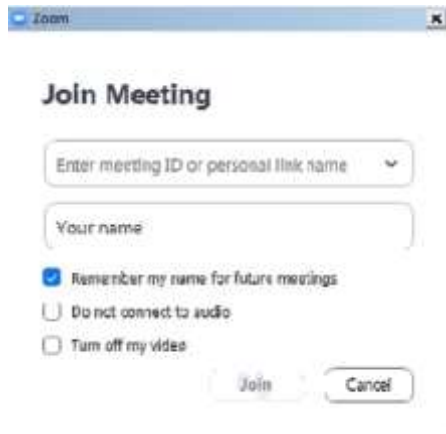 Zoom
Join Meeting
Enter meeting ID or personal link name
Your name
Remember my name for future meetings
Do not connect to audio
Turn off my video
Join Cancel